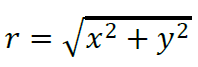 r = √(x² + y²)